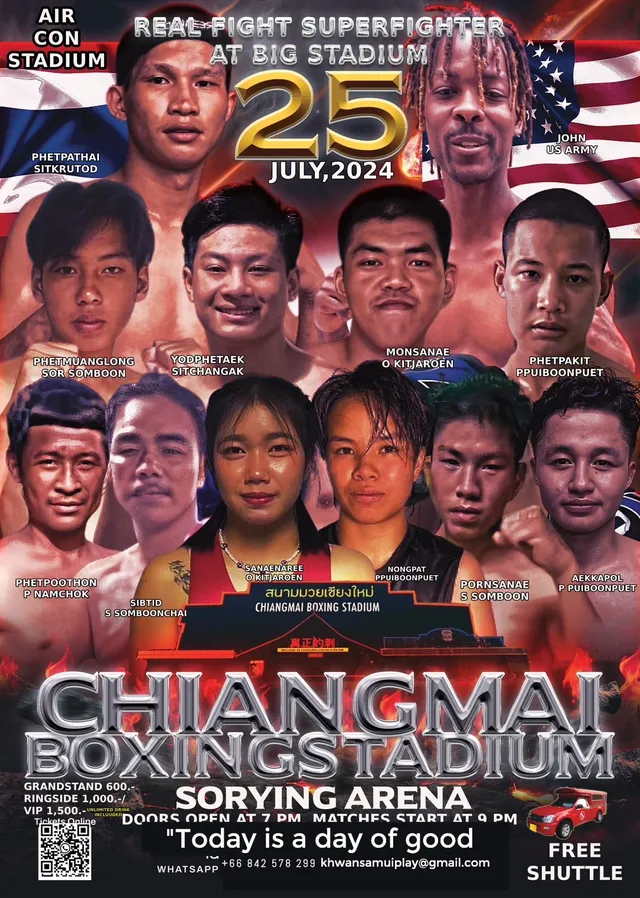 AIR
CON
STADIUM
REAL FIGHT SUPERFIGHTER
AT BIG STADIUM
25
JULY,2024
PHETPATHAI
SITKRUTOD
JOHN
US ARMY
PHETMUANGLONG
SOR SOMBOON
YODPHETAEK
SITCHANGAK
MONSANAE
O KITJAROEN
PHETPAKIT
PPUIBOONPUET
PHETPOOTHON
P NAMCHOK
SIBTID
S SOMBOONCHAI
SANAENAREE
O KITJAROEN
NONGPAT
PPUIBOONPUET
PORNSANAE
S SOMBOON
AEKKAPOL
P PUIBOONPUET
สนามมวยเชียงใหม่
CHIANGMAI BOXING STADIUM
CHIANGMAI
BOXINGSTADIUM
GRANDSTAND 600.-
RINGSIDE 1,000.-/
VIP 1,500.- UNLIMITED DRINK
INCLUUDED
Tickets Online
SORYING ARENA
DOORS OPEN AT 7 PM, MATCHES START AT 9 PM
"Today is a day of good
WHATSAPP +66 842 578 299 khwansamuiplay@gmail.com
FREE
SHUTTLE